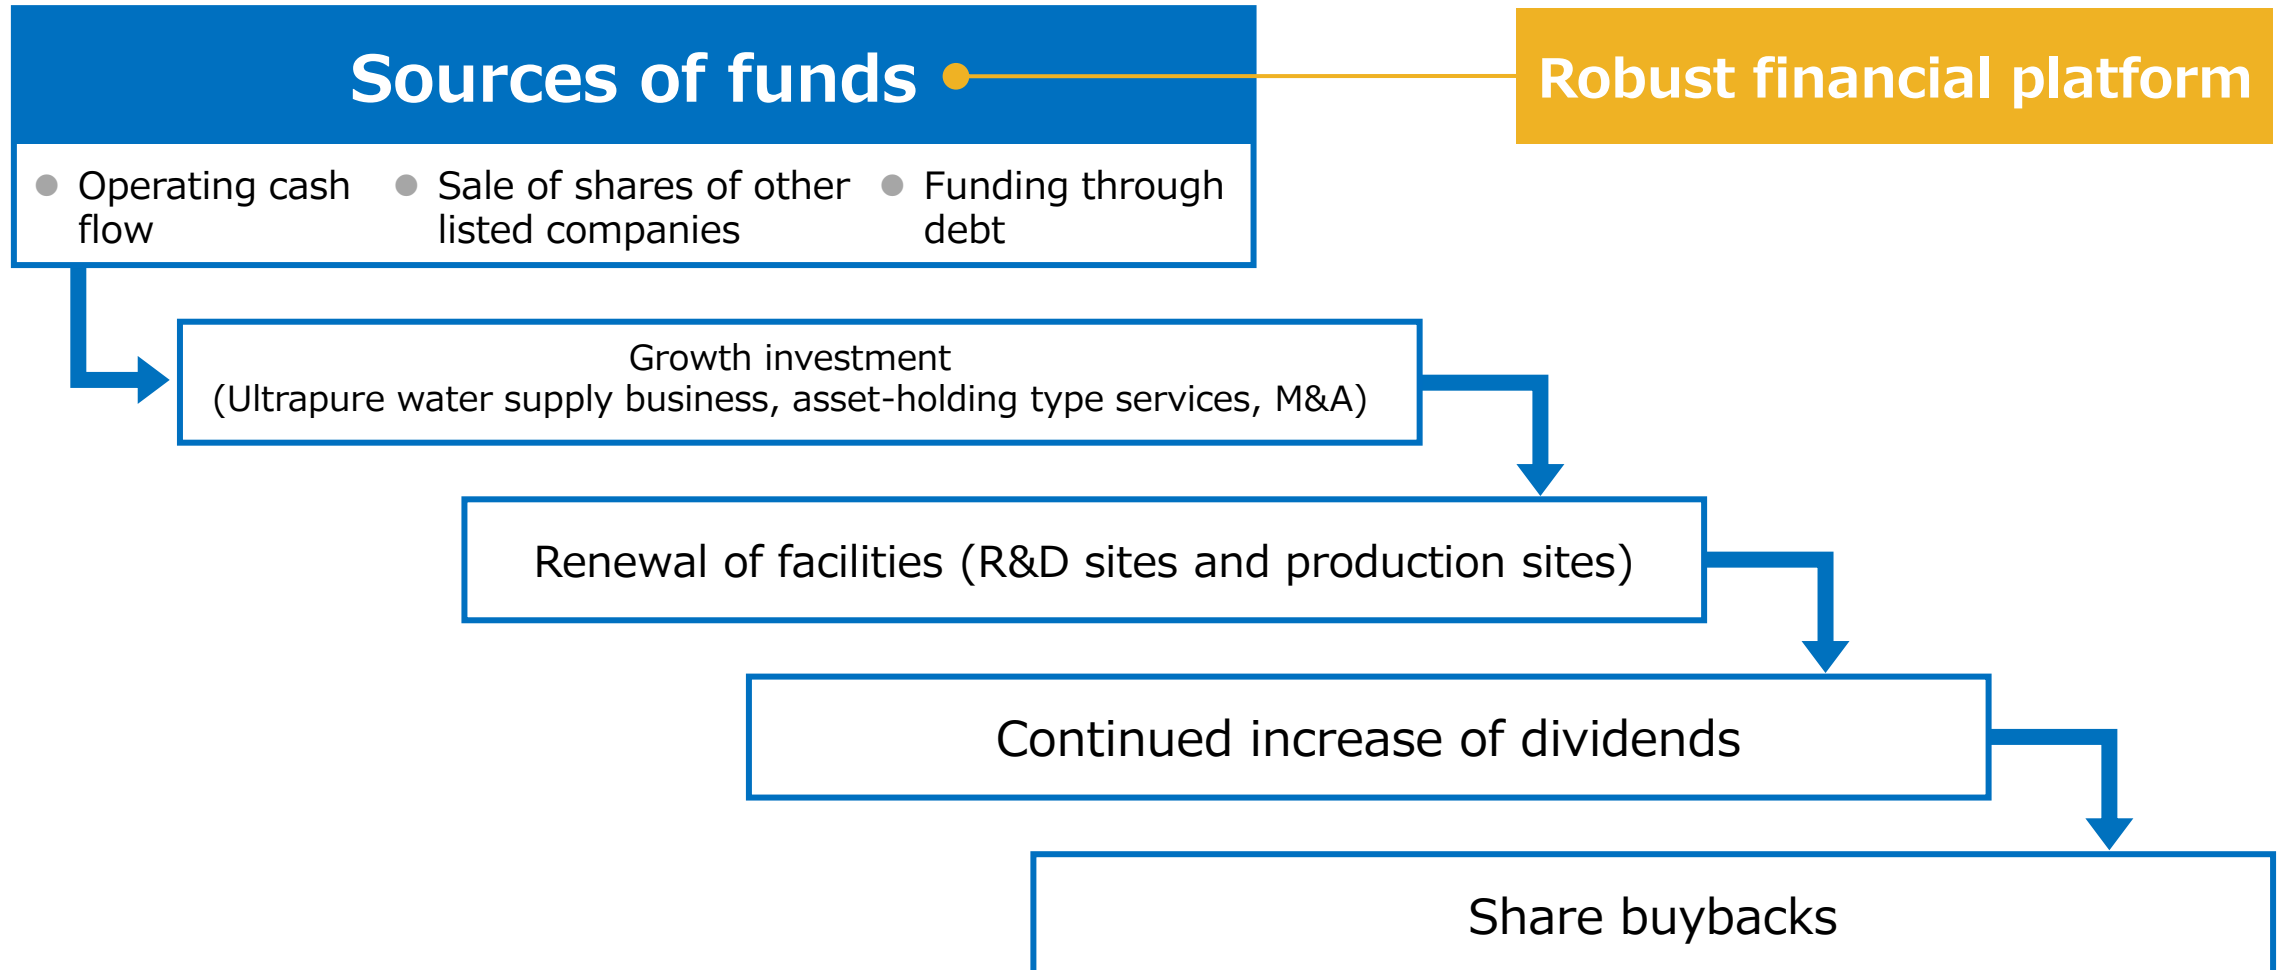 Sources of funds
Robust financial platform
Operating cash
flow
Sale of shares of other
listed companies
Funding through
debt
Growth investment
(Ultrapure water supply business, asset-holding type services, M&A)
Renewal of facilities (R&D sites and production sites)
Continued increase of dividends
Share buybacks